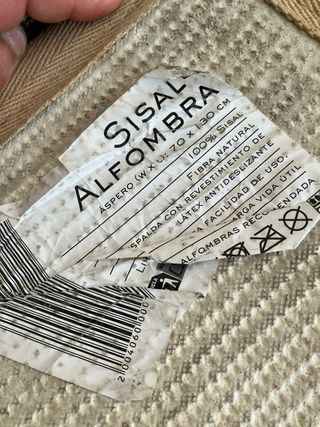 SISAL
ALFOMBRA
ÁSPERO (W X L): 70 X 130 CM
100% SISAL
FIBRA NATURAL
SPALDA CON REVESTIMIENTO DE
LÁTEX ANTIDESLIZANTE
A FACILIDAD DE USO.
LARGA VIDA ÚTIL
ALFOMBRAS RECOMENDADA